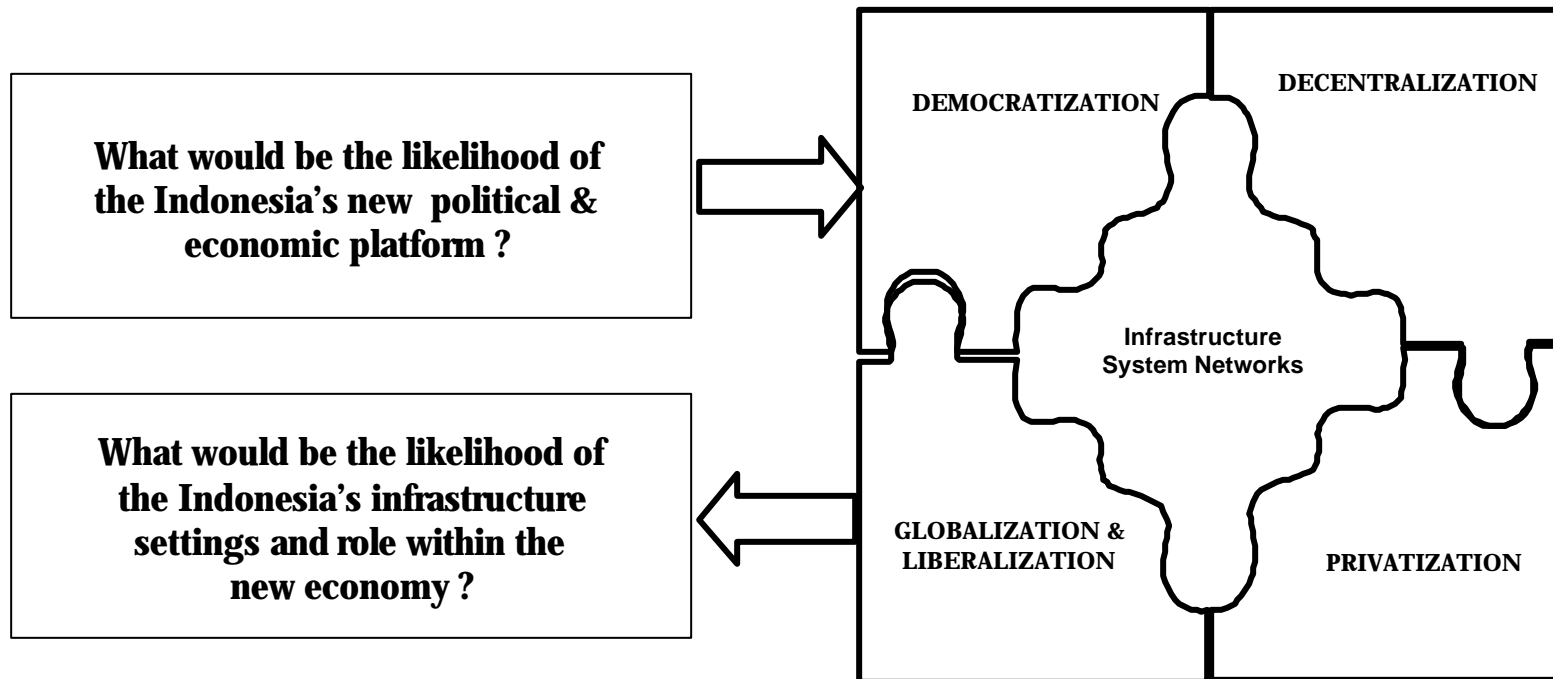 What would be the likelihood of
the Indonesia’s new political &
economic platform ?
What would be the likelihood of
the Indonesia’s infrastructure
settings and role within the
new economy ?
DEMOCRATIZATION
DECENTRALIZATION
Infrastructure
System Networks
GLOBALIZATION &
LIBERALIZATION
PRIVATIZATION